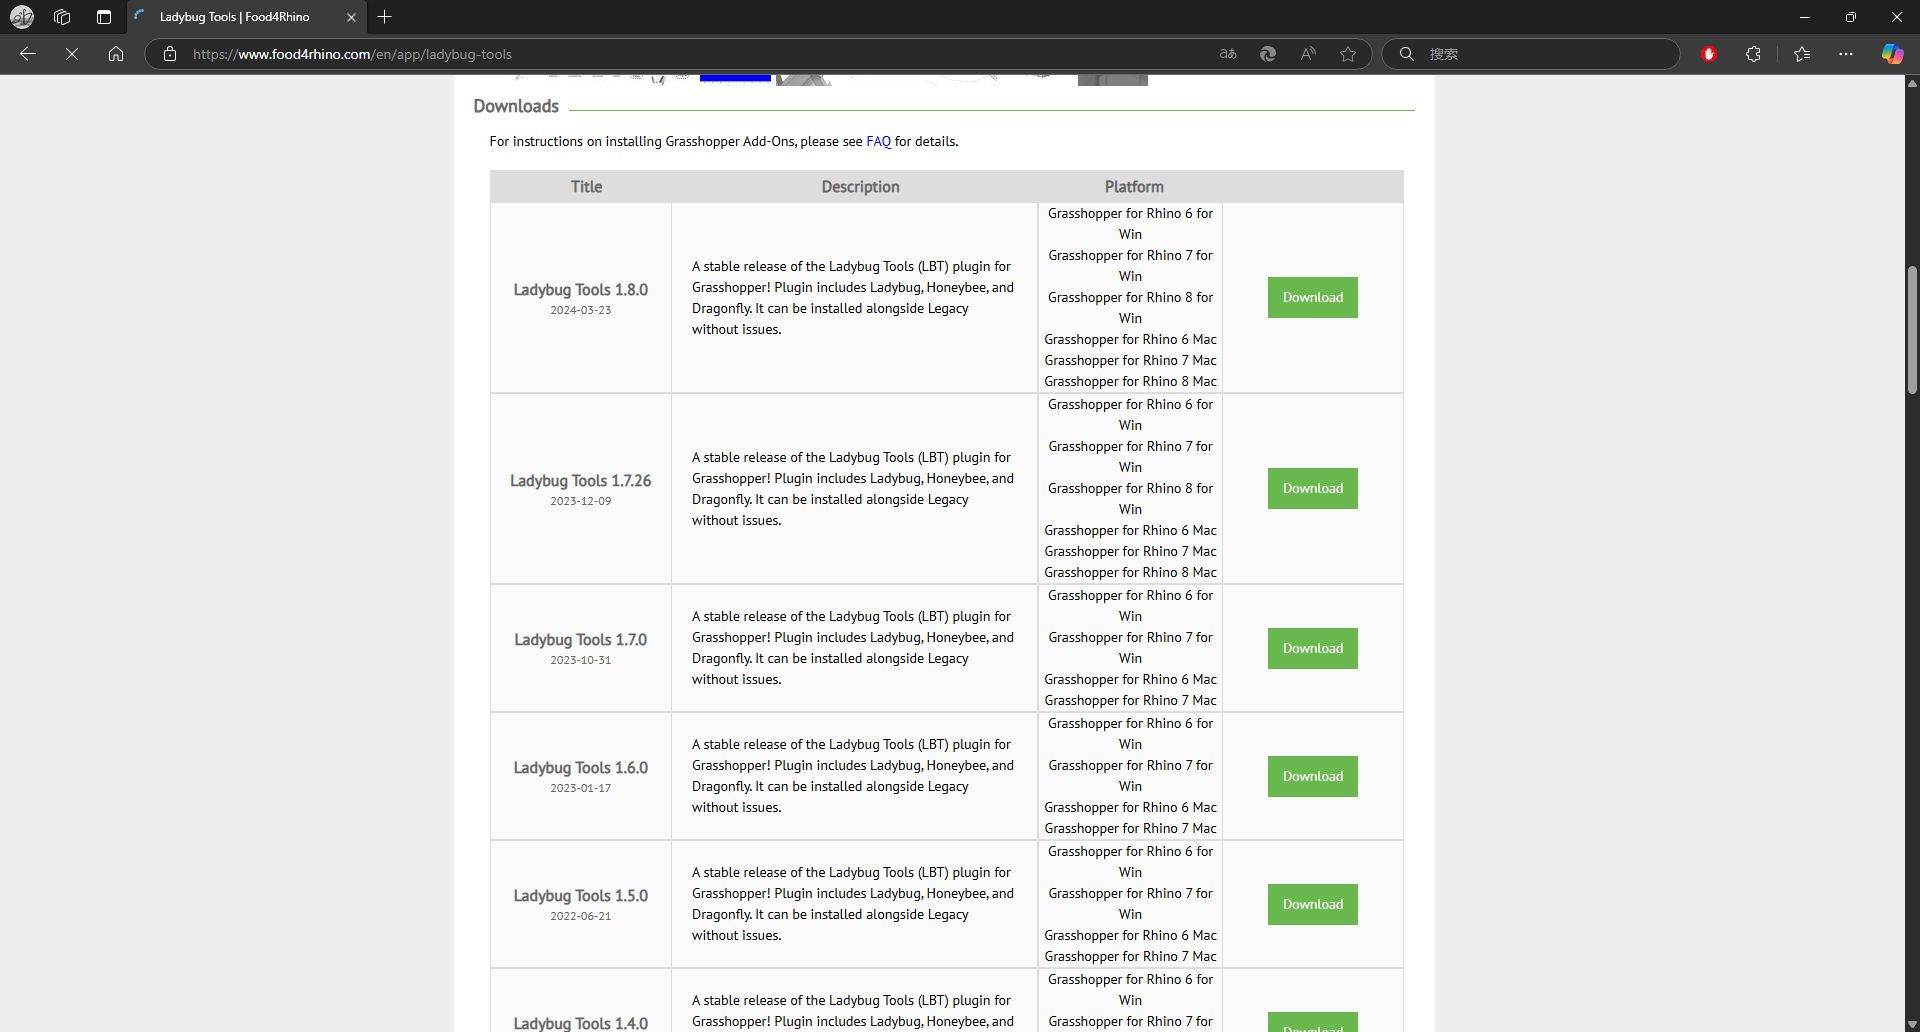 Ladybug Tools | Food4Rhino
https://www.food4rhino.com/en/app/ladybug-tools
搜索
Downloads
For instructions on installing Grasshopper Add-Ons, please see FAQ for details.
Title Description Platform
Ladybug Tools 1.8.0
2024-03-23
A stable release of the Ladybug Tools (LBT) plugin for
Grasshopper! Plugin includes Ladybug, Honeybee, and
Dragonfly. It can be installed alongside Legacy
without issues.
Grasshopper for Rhino 6 for
Win
Grasshopper for Rhino 7 for
Win
Grasshopper for Rhino 8 for
Win
Grasshopper for Rhino 6 Mac
Grasshopper for Rhino 7 Mac
Grasshopper for Rhino 8 Mac
Download
Ladybug Tools 1.7.26
2023-12-09
A stable release of the Ladybug Tools (LBT) plugin for
Grasshopper! Plugin includes Ladybug, Honeybee, and
Dragonfly. It can be installed alongside Legacy
without issues.
Grasshopper for Rhino 6 for
Win
Grasshopper for Rhino 7 for
Win
Grasshopper for Rhino 8 for
Win
Grasshopper for Rhino 6 Mac
Grasshopper for Rhino 7 Mac
Grasshopper for Rhino 8 Mac
Download
Ladybug Tools 1.7.0
2023-10-31
A stable release of the Ladybug Tools (LBT) plugin for
Grasshopper! Plugin includes Ladybug, Honeybee, and
Dragonfly. It can be installed alongside Legacy
without issues.
Grasshopper for Rhino 6 for
Win
Grasshopper for Rhino 7 for
Win
Grasshopper for Rhino 6 Mac
Grasshopper for Rhino 7 Mac
Download
Ladybug Tools 1.6.0
2023-01-17
A stable release of the Ladybug Tools (LBT) plugin for
Grasshopper! Plugin includes Ladybug, Honeybee, and
Dragonfly. It can be installed alongside Legacy
without issues.
Grasshopper for Rhino 6 for
Win
Grasshopper for Rhino 7 for
Win
Grasshopper for Rhino 6 Mac
Grasshopper for Rhino 7 Mac
Download
Ladybug Tools 1.5.0
2022-06-21
A stable release of the Ladybug Tools (LBT) plugin for
Grasshopper! Plugin includes Ladybug, Honeybee, and
Dragonfly. It can be installed alongside Legacy
without issues.
Grasshopper for Rhino 6 for
Win
Grasshopper for Rhino 7 for
Win
Grasshopper for Rhino 6 Mac
Grasshopper for Rhino 7 Mac
Download
Ladybug Tools 1.4.0
A stable release of the Ladybug Tools (LBT) plugin for
Grasshopper! Plugin includes Ladybug, Honeybee, and
Grasshopper for Rhino 6 for
Win
Grasshopper for Rhino 7 for
Download